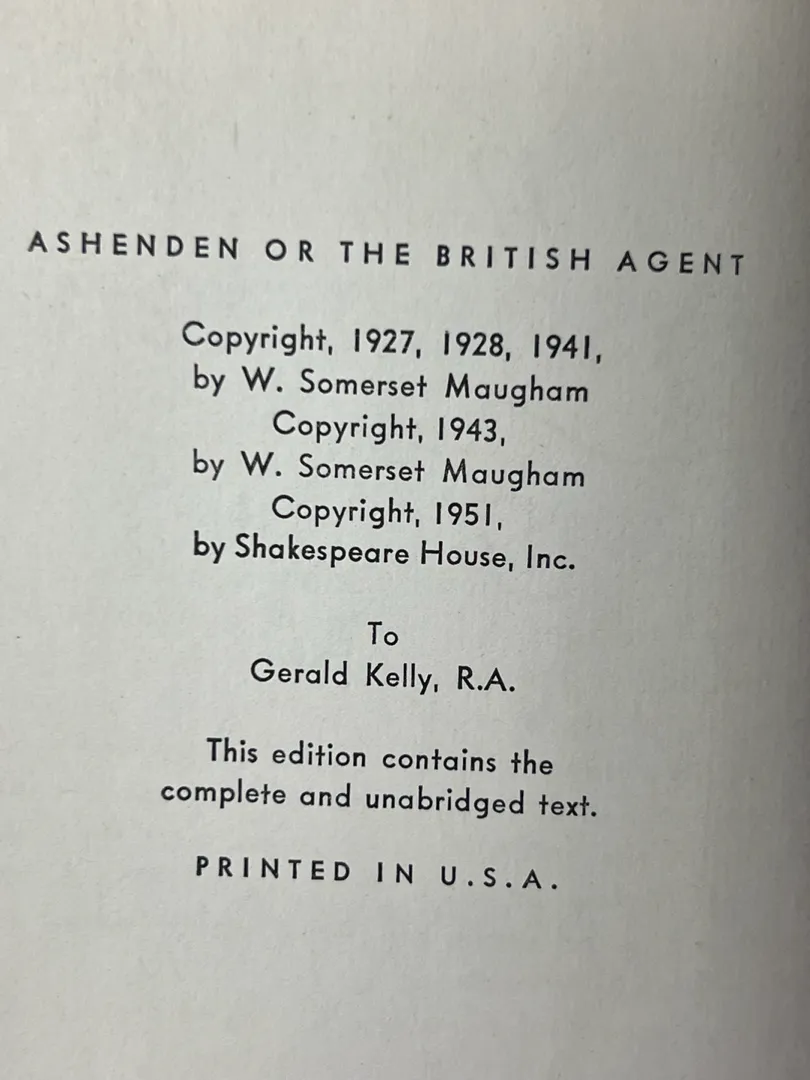 ASHENDEN OR THE BRITISH AGENT
Copyright, 1927, 1928, 1941,
by W. Somerset Maugham
Copyright, 1943,
by W. Somerset Maugham
Copyright, 1951,
by Shakespeare House, Inc.
To
Gerald Kelly, R.A.
This edition contains the
complete and unabridged text.
PRINTED IN U.S.A.